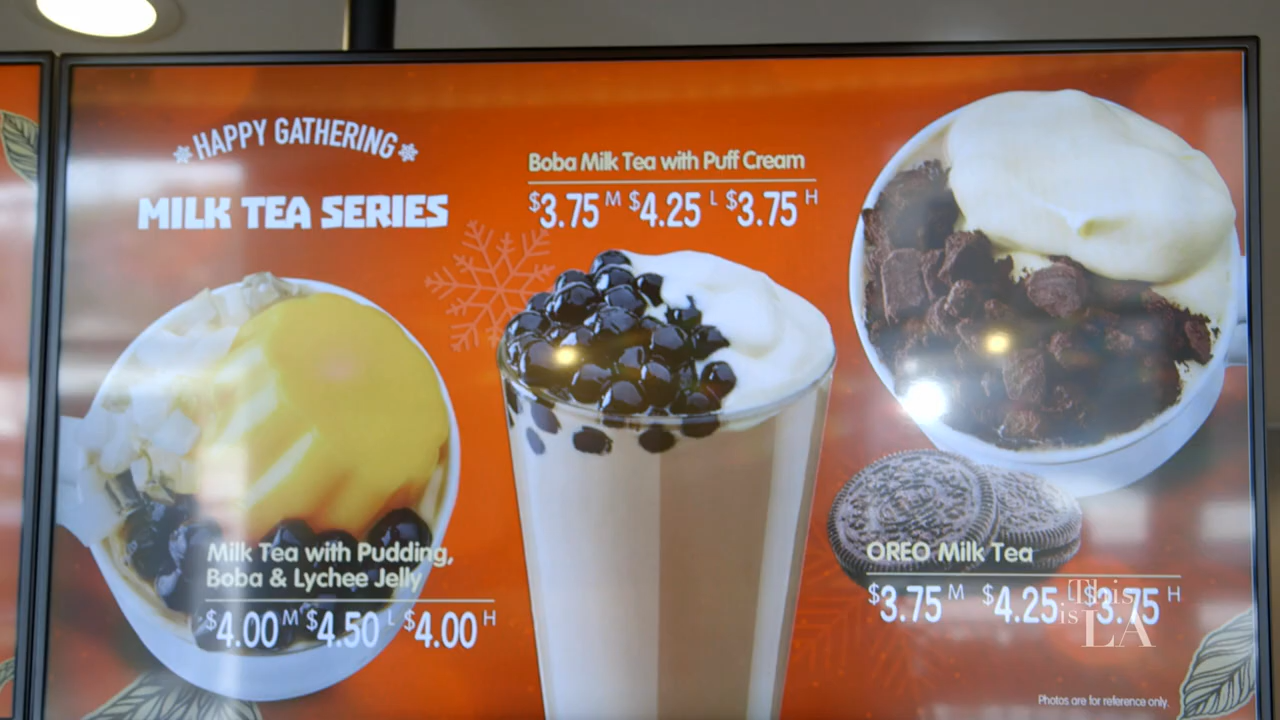 HAPPY GATHERING
MILK TEA SERIES
Boba Milk Tea with Puff Cream
$3.75 M $4.25 L $3.75 H
Milk Tea with Pudding,
Boba & Lychee Jelly
$4.00 M $4.50 L $4.00 H
OREO
OREO Milk Tea
$3.75 M $4.25 L $3.75 H
This
is LA
Photos are for reference only.